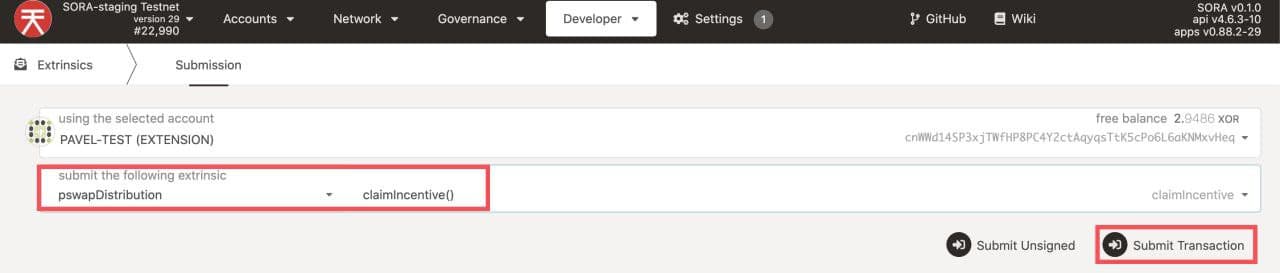 SORA-staging Testnet
version 29
#22,990
Accounts
Network
Governance
Developer
Settings
1
GitHub
Wiki
SORA v0.1.0
api v4.6.3-10
apps v0.88.2-29
Extrinsics
Submission
using the selected account
PAVEL-TEST (EXTENSION)
free balance 2.9486 XOR
cnWWd14SP3xjTWfHP8PC4Y2ctAqyqsTtK5cPo6L6aKNMxvHeq
submit the following extrinsic
pswapDistribution
claimIncentive()
claimIncentive
Submit Unsigned
Submit Transaction